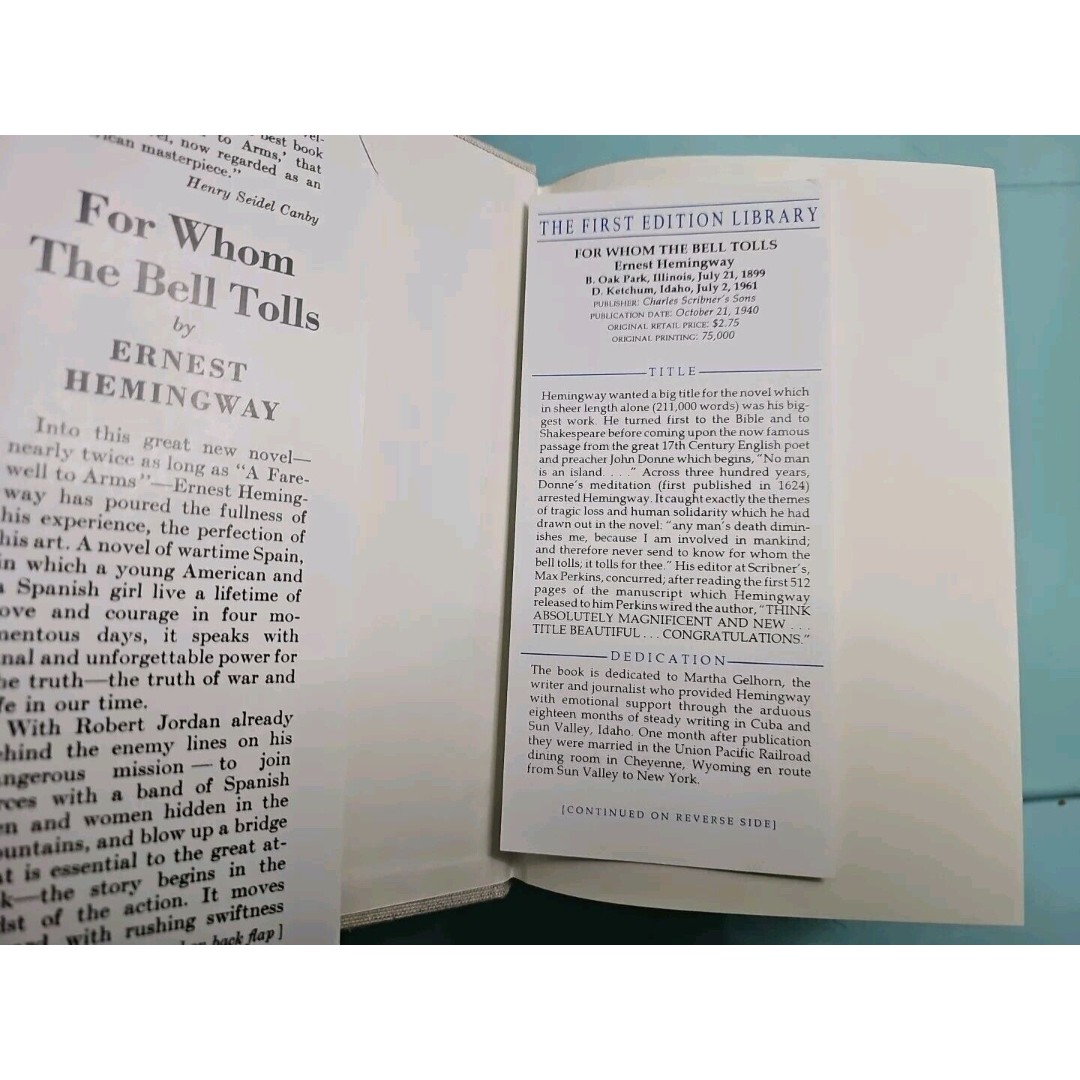 best book
to Arms,' that
now regarded as an
masterpiece."
Henry Seidel Canby
For Whom
The Bell Tolls
by
ERNEST
HEMINGWAY
Into this great new novel—
nearly twice as long as "A Fare-
well to Arms"—Ernest Heming-
way has poured the fullness of
his experience, the perfection of
his art. A novel of wartime Spain,
in which a young American and
a Spanish girl live a lifetime of
ove and courage in four mo-
mentous days, it speaks with
nal and unforgettable power for
he truth—the truth of war and
fe in our time.
With Robert Jordan already
ehind the enemy lines on his
ngerous mission — to join
rces with a band of Spanish
en and women hidden in the
ountains, and blow up a bridge
at is essential to the great at-
k—the story begins in the
dst of the action. It moves
with rushing swiftness
back flap]
THE FIRST EDITION LIBRARY
FOR WHOM THE BELL TOLLS
Ernest Hemingway
B. Oak Park, Illinois, July 21, 1899
D. Ketchum, Idaho, July 2, 1961
PUBLISHER: Charles Scribner's Sons
PUBLICATION DATE: October 21, 1940
ORIGINAL RETAIL PRICE: $2.75
ORIGINAL PRINTING: 75,000
TITLE
Hemingway wanted a big title for the novel which
in sheer length alone (211,000 words) was his big-
gest work. He turned first to the Bible and to
Shakespeare before coming upon the now famous
passage from the great 17th Century English poet
and preacher John Donne which begins, "No man
is an island . . . ." Across three hundred years,
Donne's meditation (first published in 1624)
arrested Hemingway. It caught exactly the themes
of tragic loss and human solidarity which he had
drawn out in the novel: "any man's death dimin-
ishes me, because I am involved in mankind;
and therefore never send to know for whom the
bell tolls; it tolls for thee." His editor at Scribner's,
Max Perkins, concurred; after reading the first 512
pages of the manuscript which Hemingway
released to him Perkins wired the author, "THINK
ABSOLUTELY MAGNIFICENT AND NEW . . .
TITLE BEAUTIFUL . . . CONGRATULATIONS."
DEDICATION
The book is dedicated to Martha Gelhorn, the
writer and journalist who provided Hemingway
with emotional support through the arduous
eighteen months of steady writing in Cuba and
Sun Valley, Idaho. One month after publication
they were married in the Union Pacific Railroad
dining room in Cheyenne, Wyoming en route
from Sun Valley to New York.
[CONTINUED ON REVERSE SIDE]